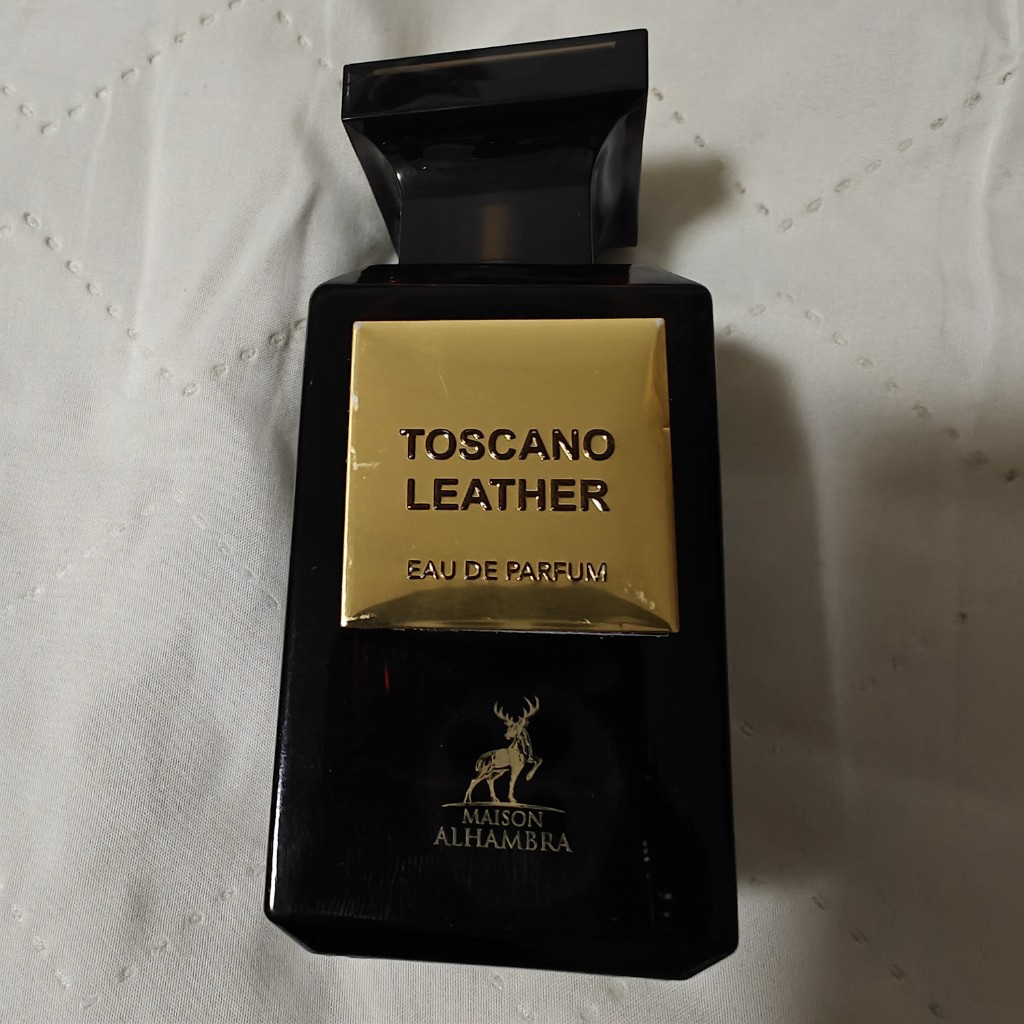 TOSCANO
LEATHER
EAU DE PARFUM
MAISON
ALHAMBRA